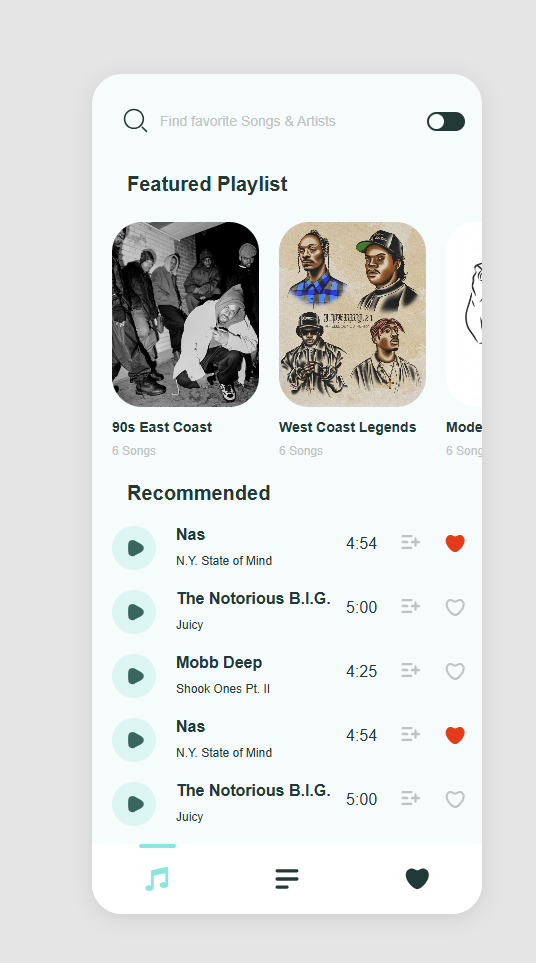 Find favorite Songs & Artists
Featured Playlist
J.PERRY.21
90s East Coast
West Coast Legends
Mode
6 Songs
6 Songs
6 Song
Recommended
Nas
N.Y. State of Mind
4:54
The Notorious B.I.G.
Juicy
5:00
Mobb Deep
Shook Ones Pt. II
4:25
Nas
N.Y. State of Mind
4:54
The Notorious B.I.G.
Juicy
5:00